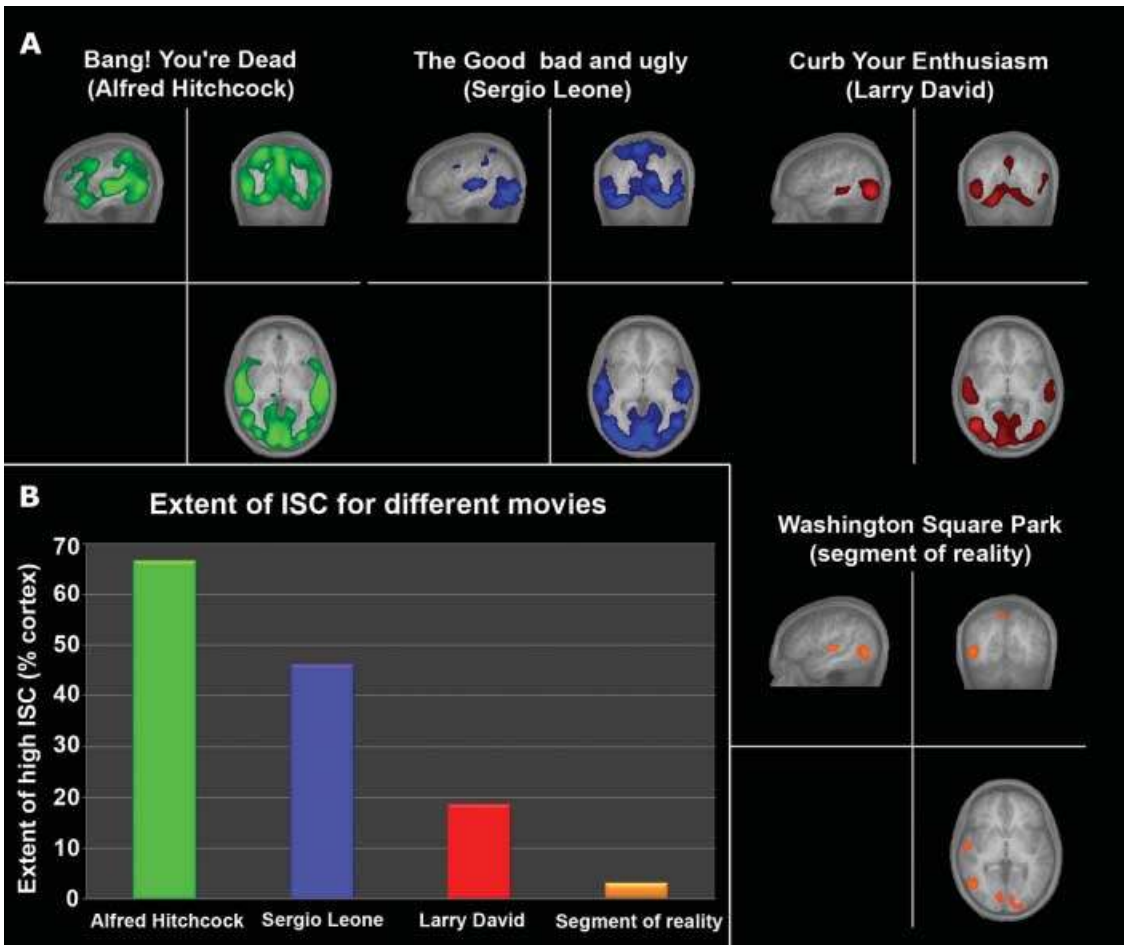 A
Bang! You're Dead
(Alfred Hitchcock)
The Good bad and ugly
(Sergio Leone)
Curb Your Enthusiasm
(Larry David)
B
Extent of ISC for different movies
Extent of high ISC (% cortex)
70
60
50
40
30
20
10
0
Alfred Hitchcock
Sergio Leone
Larry David
Segment of reality
Washington Square Park
(segment of reality)